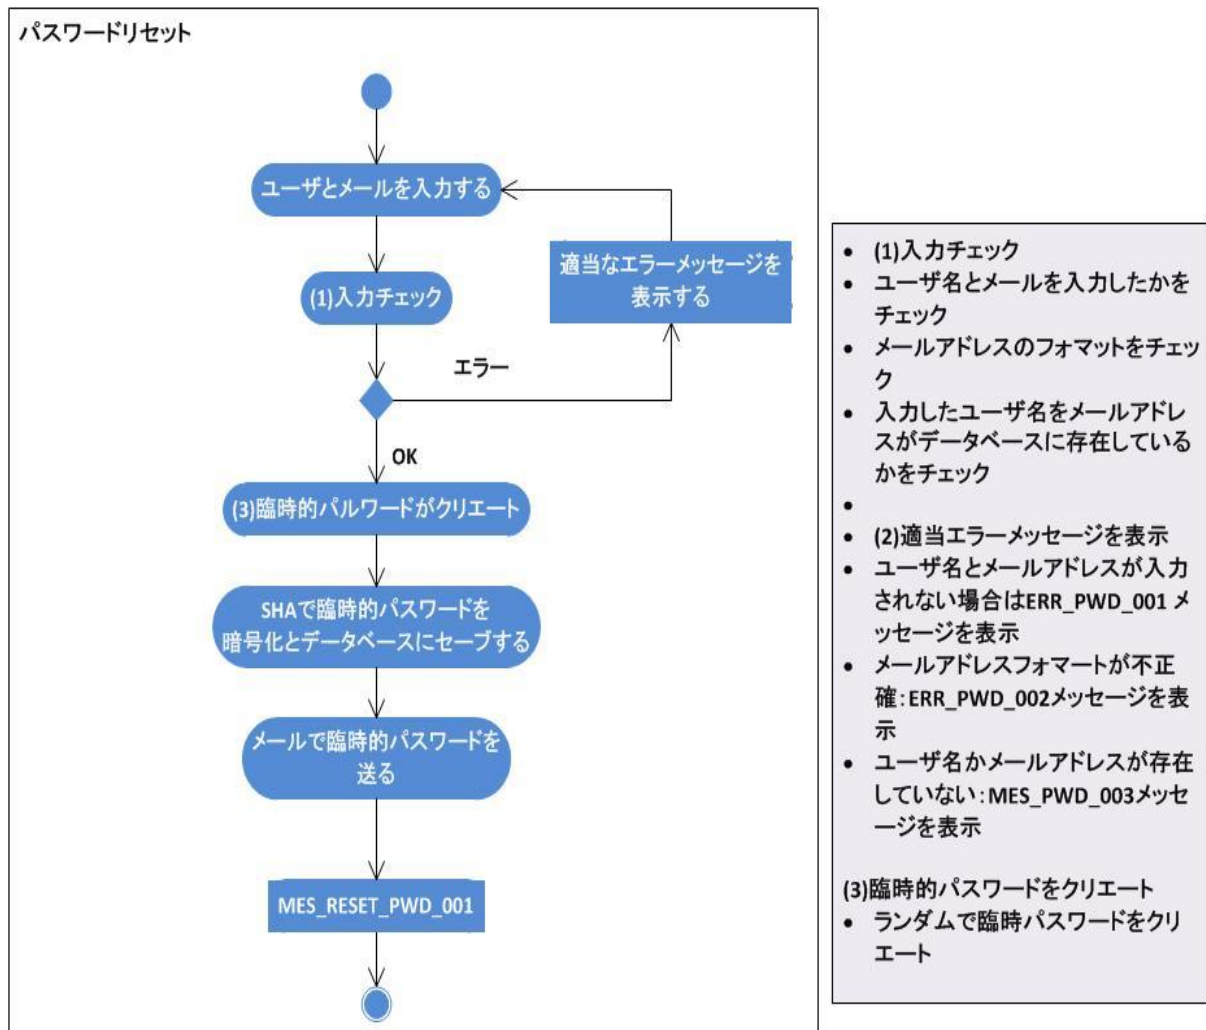 パスワードリセット
ユーザとメールを入力する
適当なエラーメッセージを
表示する
(1)入力チェック
エラー
OK
(3)臨時的パルワードがクリエート
SHAで臨時的パスワードを
暗号化とデータベースにセーブする
メールで臨時的パスワードを
送る
MES_RESET_PWD_001
• (1)入力チェック
• ユーザ名とメールを入力したかを
チェック
• メールアドレスのフォマットをチェッ
ク
• 入力したユーザ名をメールアドレ
スがデータベースに存在している
かをチェック
•
• (2)適当エラーメッセージを表示
• ユーザ名とメールアドレスが入力
されない場合はERR_PWD_001 メ
ッセージを表示
• メールアドレスフォマートが不正
確：ERR_PWD_002メッセージを表
示
• ユーザ名かメールアドレスが存在
していない：MES_PWD_003メッセ
ージを表示
(3)臨時的パスワードをクリエート
• ランダムで臨時パスワードをクリ
エート